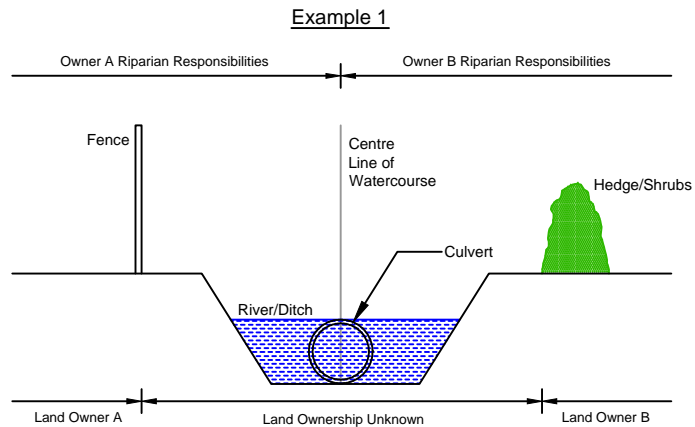 Example 1
Owner A Riparian Responsibilities
Owner B Riparian Responsibilities
Fence
Centre
Line of
Watercourse
Hedge/Shrubs
Culvert
River/Ditch
Land Owner A
Land Ownership Unknown
Land Owner B